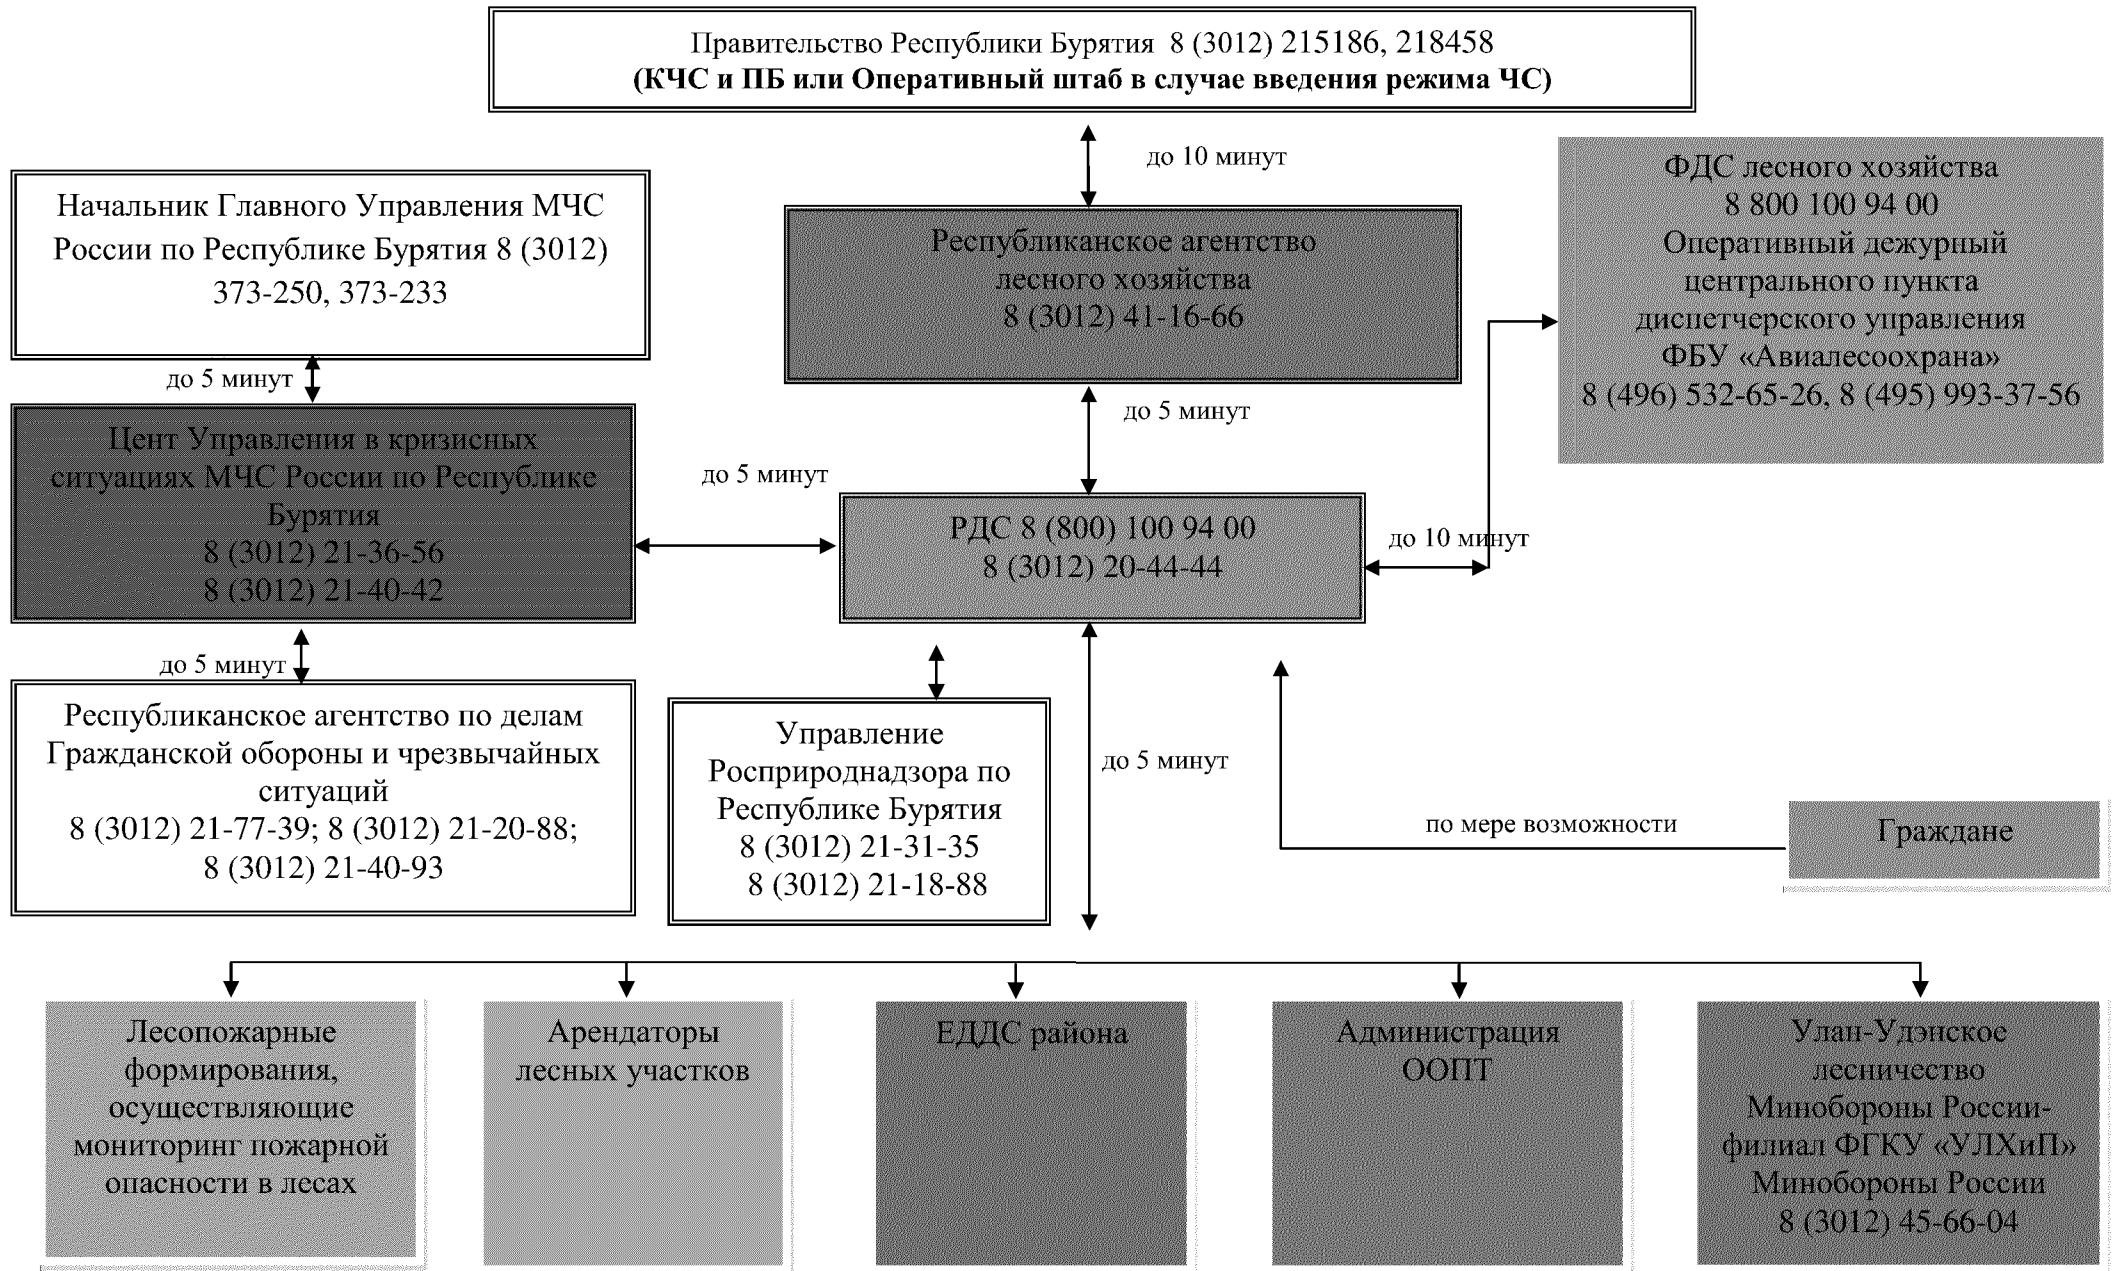 Правительство Республики Бурятия 8 (3012) 215186, 218458
(КЧС и ПБ или Оперативный штаб в случае введения режима ЧС)
до 10 минут
Начальник Главного Управления МЧС
России по Республике Бурятия 8 (3012)
373-250, 373-233
Республиканское агентство
лесного хозяйства
8 (3012) 41-16-66
ФДС лесного хозяйства
8 800 100 94 00
Оперативный дежурный
центрального пункта
диспетчерского управления
ФБУ «Авиалесоохрана»
8 (496) 532-65-26, 8 (495) 993-37-56
до 5 минут
до 5 минут
Цент Управления в кризисных
ситуациях МЧС России по Республике
Бурятия
8 (3012) 21-36-56
8 (3012) 21-40-42
до 5 минут
РДС 8 (800) 100 94 00
8 (3012) 20-44-44
до 10 минут
до 5 минут
Республиканское агентство по делам
Гражданской обороны и чрезвычайных
ситуаций
8 (3012) 21-77-39; 8 (3012) 21-20-88;
8 (3012) 21-40-93
Управление
Росприроднадзора по
Республике Бурятия
8 (3012) 21-31-35
8 (3012) 21-18-88
до 5 минут
по мере возможности
Граждане
Лесопожарные
формирования,
осуществляющие
мониторинг пожарной
опасности в лесах
Арендаторы
лесных участков
ЕДДС района
Администрация
ООПТ
Улан-Удэнское
лесничество
Минобороны России-
филиал ФГКУ «УЛХиП»
Минобороны России
8 (3012) 45-66-04